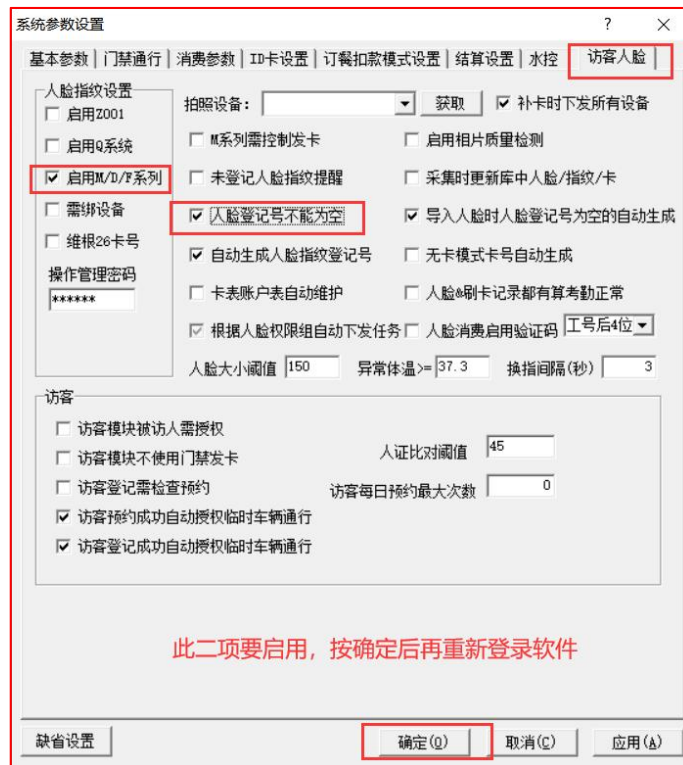 系统参数设置 ? ×
基本参数 门禁通行 消费参数 ID卡设置 订餐扣款模式设置 结算设置 水控 访客人脸
人脸指纹设置
启用Z001
启用Q系统
启用M/D/F系列
需绑设备
维根26卡号
操作管理密码
******
拍照设备: 获取 补卡时下发所有设备
M系列需控制发卡 启用相片质量检测
未登记人脸指纹提醒 采集时更新库中人脸/指纹/卡
人脸登记号不能为空 导入人脸时人脸登记号为空的自动生成
自动生成人脸指纹登记号 无卡模式卡号自动生成
卡表账户表自动维护 人脸&刷卡记录都有算考勤正常
根据人脸权限组自动下发任务 人脸消费启用验证码 工号后4位
人脸大小阈值 150 异常体温>= 37.3 换指间隔(秒) 3
访客
访客模块被访人需授权
访客模块不使用门禁发卡
访客登记需检查预约
访客预约成功自动授权临时车辆通行
访客登记成功自动授权临时车辆通行
人证比对阈值 45
访客每日预约最大次数 0
此二项要启用，按确定后再重新登录软件
缺省设置 确定(O) 取消(C) 应用(A)